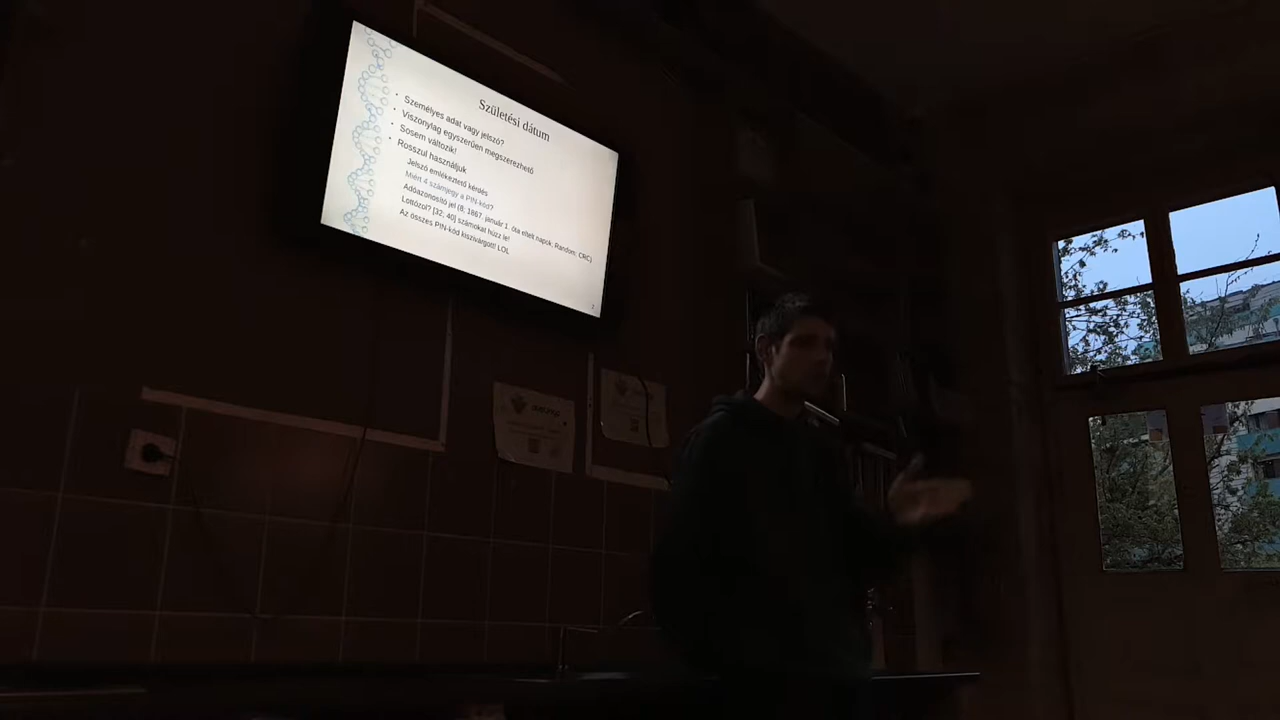 Születési dátum
Személyes adat vagy jelszó?
Viszonylag egyszerűen megszerezhető
Sosem változik!
Rosszul használjuk
Jelszó emlékeztető kérdés
Miért 4 számjegy a PIN-kód?
Adóazonosító jel (8; 1867. január 1. óta eltelt napok; Random; CRC)
Lottózol? [32; 40] számokat húzz le!
Az összes PIN-kód kiszivárgott! LOL
2